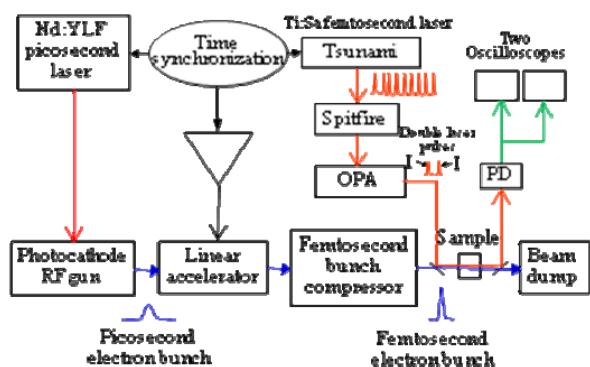 Nd:YLF
picosecond
laser
Time
synchronization
Ti:Safemtosecond laser
Tsunami
Two
Oscilloscopes
Spitfire
Double laser
pulses
I
I
OPA
PD
Sample
Photocathode
RF gun
Linear
accelerator
Femtosecond
bunch
compressor
Beam
dump
Picosecond
electron bunch
Femtosecond
electron bunch